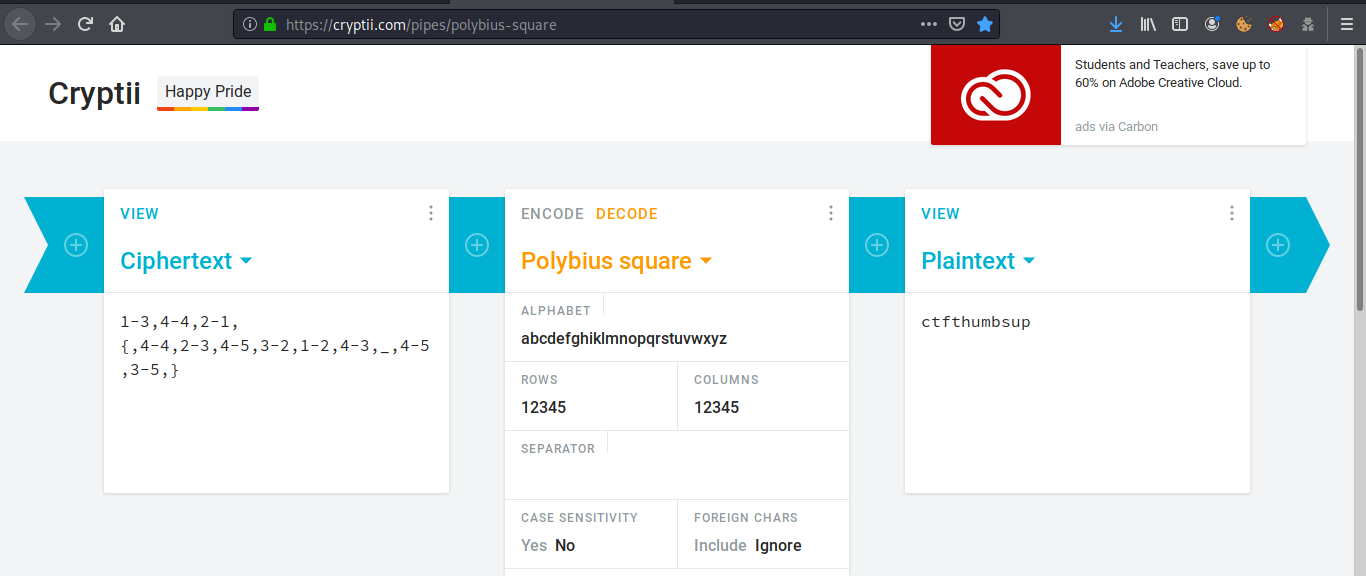 https://cryptii.com/pipes/polybius-square
Cryptii
Happy Pride
Students and Teachers, save up to
60% on Adobe Creative Cloud.
ads via Carbon
VIEW
Ciphertext
1-3,4-4,2-1,
{,4-4,2-3,4-5,3-2,1-2,4-3,_,4-5
,3-5,}
ENCODE DECODE
Polybius square
ALPHABET
abcdefghiklmnopqrstuvwxyz
ROWS
12345
COLUMNS
12345
SEPARATOR
CASE SENSITIVITY
Yes No
FOREIGN CHARS
Include Ignore
VIEW
Plaintext
ctfthumbsup